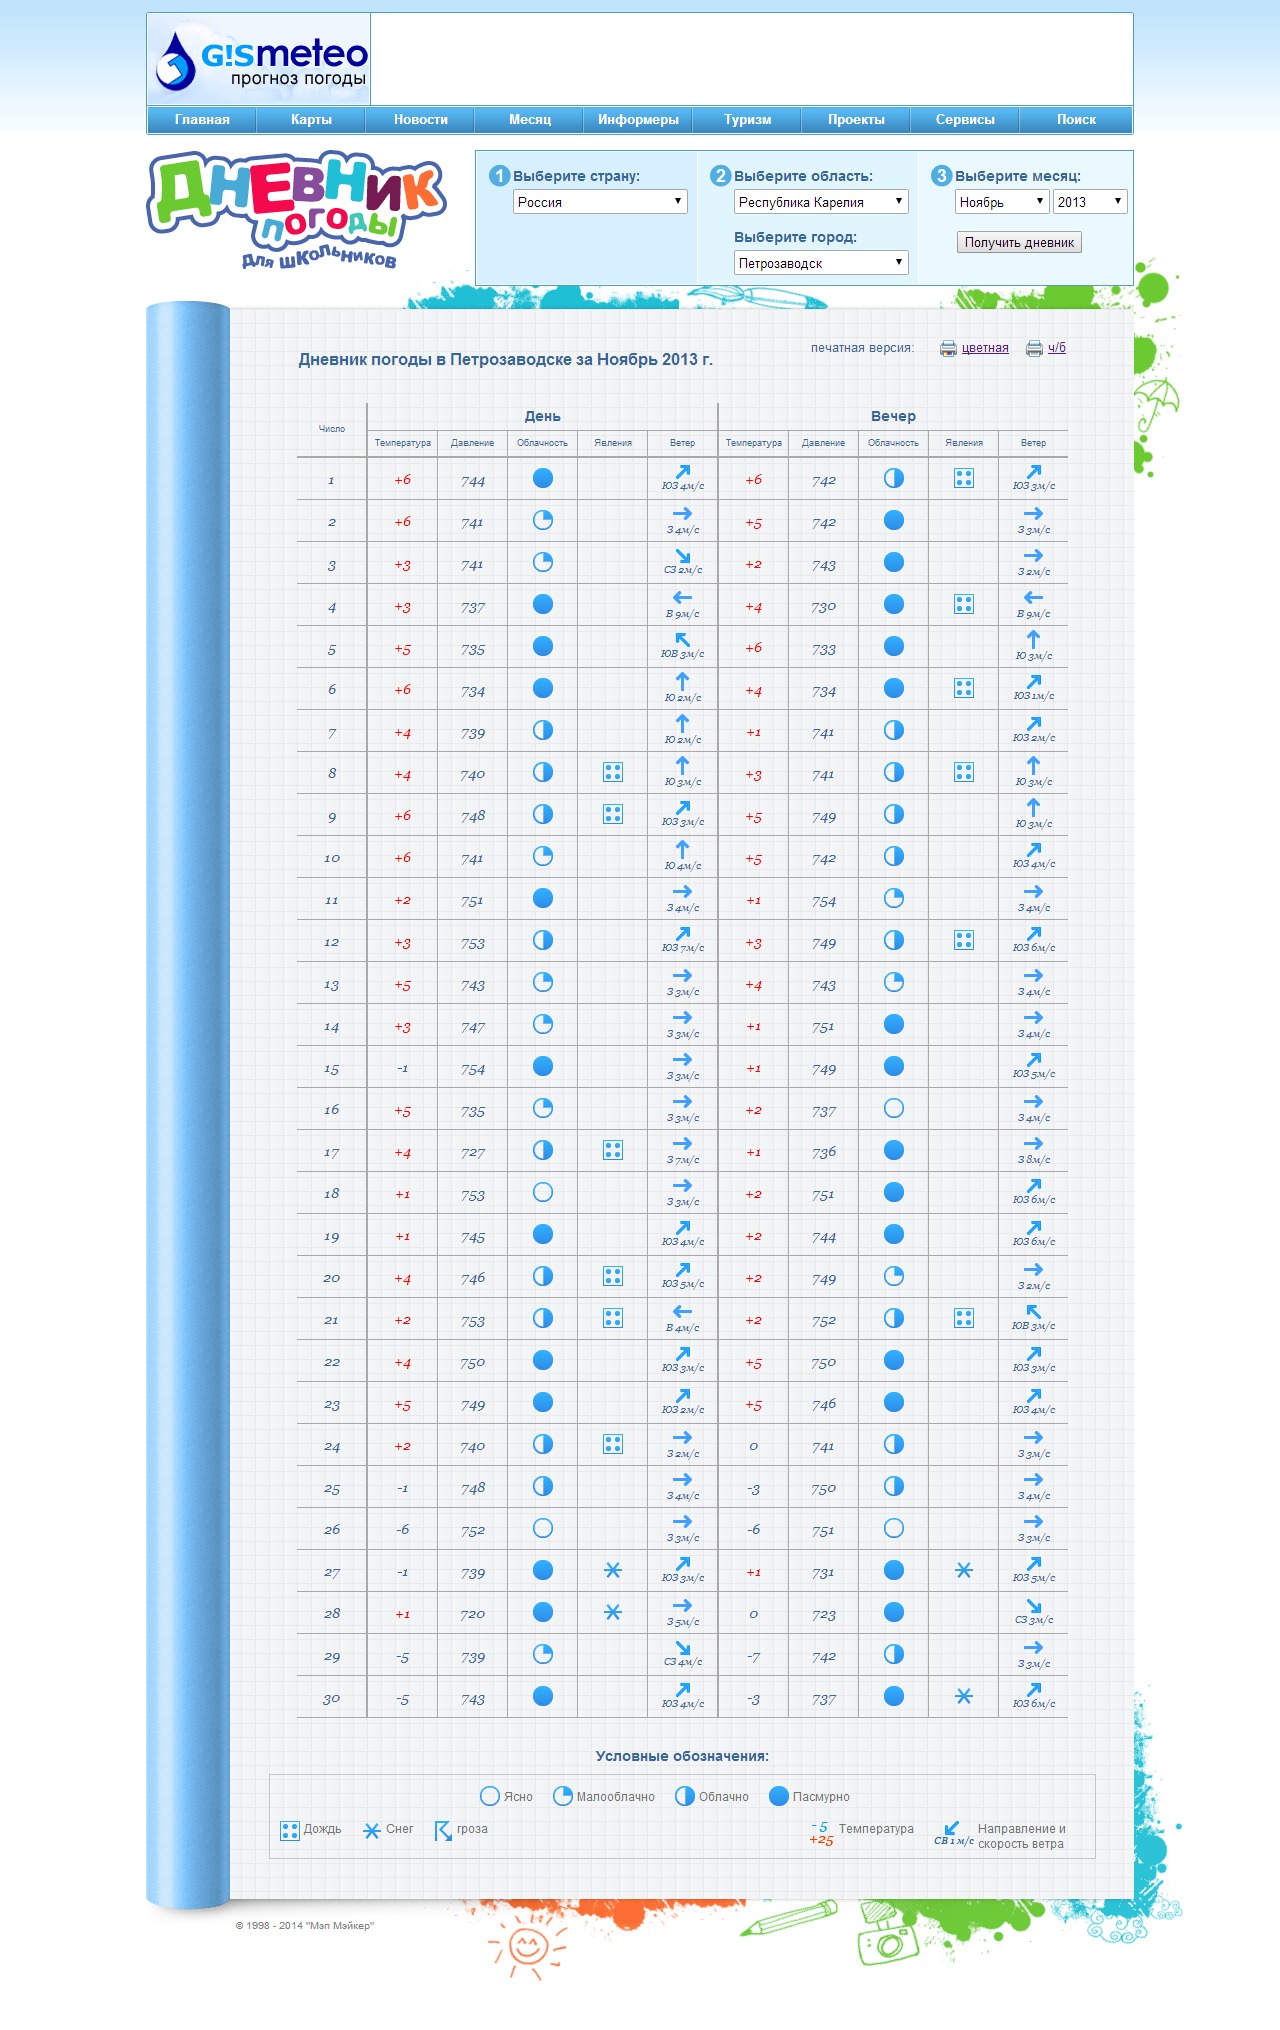 GISmeteo
прогноз погоды
Главная Карты Новости Месяц Информеры Туризм Проекты Сервисы Поиск
Дневник погоды для школьников
1 Выберите страну: 2 Выберите область: 3 Выберите месяц:
Россия Республика Карелия Ноябрь 2013
Выберите город: Получить дневник
Петрозаводск
печатная версия: цветная ч/б
Дневник погоды в Петрозаводске за Ноябрь 2013 г.
Число День Вечер
Температура Давление Облачность Явления Ветер Температура Давление Облачность Явления Ветер
1 +6 744 ЮЗ 4м/с +6 742 ЮЗ 3м/с
2 +6 741 З 4м/с +5 742 З 3м/с
3 +3 741 СЗ 2м/с +2 743 З 2м/с
4 +3 737 В 9м/с +4 730 В 9м/с
5 +5 735 ЮВ 3м/с +6 733 Ю 3м/с
6 +6 734 Ю 2м/с +4 734 ЮЗ 1м/с
7 +4 739 Ю 2м/с +1 741 ЮЗ 2м/с
8 +4 740 Ю 3м/с +3 741 Ю 3м/с
9 +6 748 ЮЗ 3м/с +5 749 Ю 3м/с
10 +6 741 Ю 4м/с +5 742 ЮЗ 4м/с
11 +2 751 З 4м/с +1 754 З 4м/с
12 +3 753 ЮЗ 7м/с +3 749 ЮЗ 6м/с
13 +5 743 З 3м/с +4 743 З 4м/с
14 +3 747 З 3м/с +1 751 З 4м/с
15 -1 754 З 3м/с +1 749 ЮЗ 5м/с
16 +5 735 З 3м/с +2 737 З 4м/с
17 +4 727 З 7м/с +1 736 З 8м/с
18 +1 753 З 3м/с +2 751 ЮЗ 6м/с
19 +1 745 ЮЗ 4м/с +2 744 ЮЗ 6м/с
20 +4 746 ЮЗ 5м/с +2 749 З 2м/с
21 +2 753 В 4м/с +2 752 ЮВ 3м/с
22 +4 750 ЮЗ 3м/с +5 750 ЮЗ 3м/с
23 +5 749 ЮЗ 2м/с +5 746 ЮЗ 4м/с
24 +2 740 З 2м/с 0 741 З 3м/с
25 -1 748 З 4м/с -3 750 З 4м/с
26 -6 752 З 3м/с -6 751 З 3м/с
27 -1 739 ЮЗ 3м/с +1 731 ЮЗ 5м/с
28 +1 720 З 5м/с 0 723 СЗ 3м/с
29 -5 739 СЗ 4м/с -7 742 З 3м/с
30 -5 743 ЮЗ 4м/с -3 737 ЮЗ 6м/с
Условные обозначения:
Ясно Малооблачно Облачно Пасмурно
Дождь Снег гроза -5 +25 Температура СВ 1 м/с Направление и
скорость ветра
© 1998 - 2014 "Мэп Мэйкер"